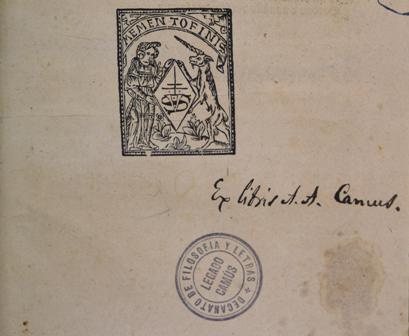 MEMENTO FINIS
Ex libris A. A. Camus.
DECANATO DE FILOSOFIA Y LETRAS
LEGADO
CAMUS